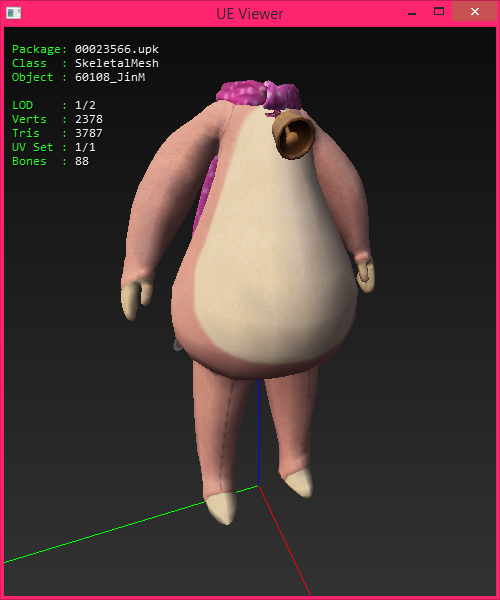 UE Viewer
Package: 00023566.upk
Class  : SkeletalMesh
Object : 60108_JinM
LOD    : 1/2
Verts  : 2378
Tris   : 3787
UV Set : 1/1
Bones  : 88